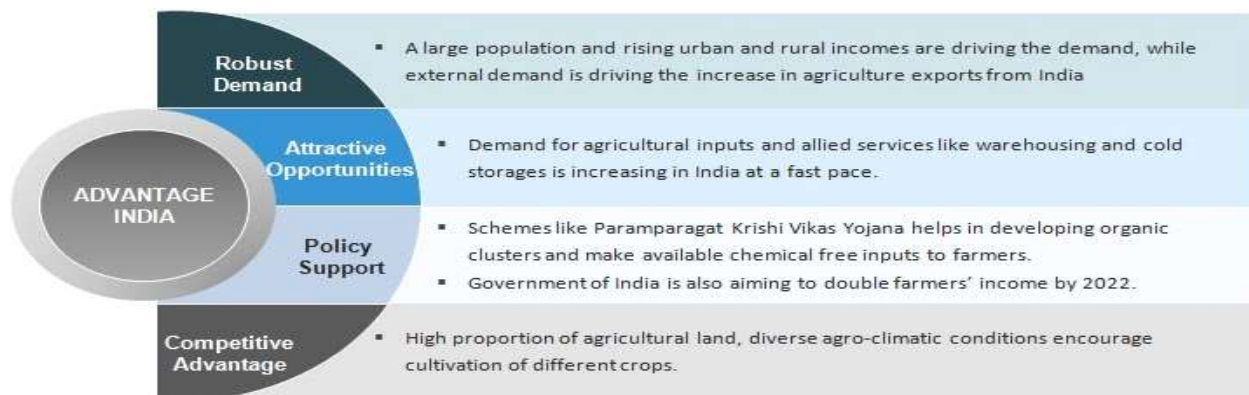 ADVANTAGE
INDIA
Robust
Demand
▪ A large population and rising urban and rural incomes are driving the demand, while
external demand is driving the increase in agriculture exports from India
Attractive
Opportunities
▪ Demand for agricultural inputs and allied services like warehousing and cold
storages is increasing in India at a fast pace.
Policy
Support
▪ Schemes like Paramparagat Krishi Vikas Yojana helps in developing organic
clusters and make available chemical free inputs to farmers.
▪ Government of India is also aiming to double farmers’ income by 2022.
Competitive
Advantage
▪ High proportion of agricultural land, diverse agro-climatic conditions encourage
cultivation of different crops.